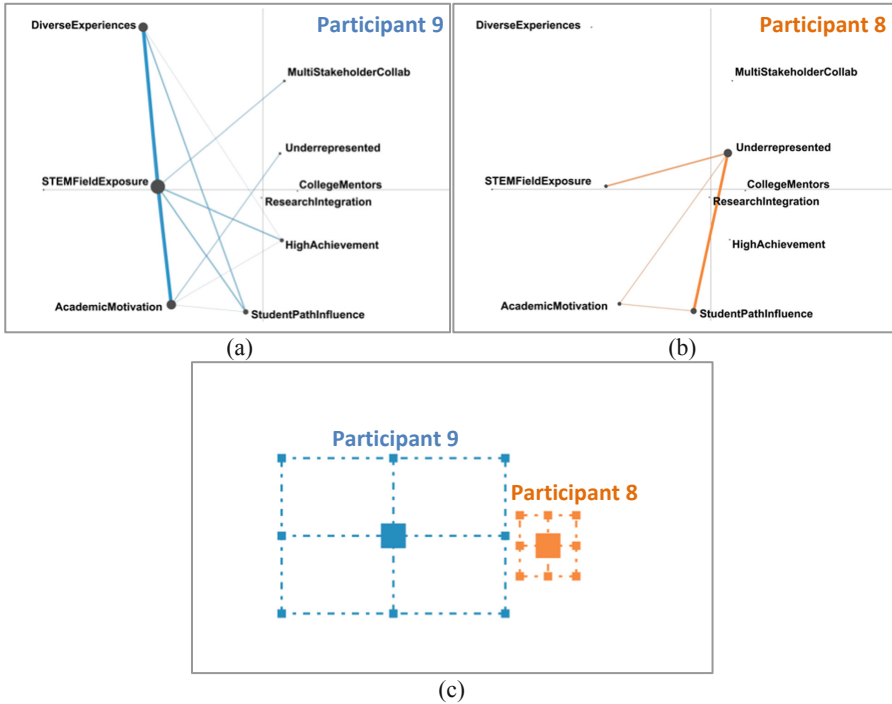 DiverseExperiences
Participant 9
MultiStakeholderCollab
Underrepresented
STEMFieldExposure
CollegeMentors
ResearchIntegration
HighAchievement
AcademicMotivation
StudentPathInfluence
(a)
DiverseExperiences
Participant 8
MultiStakeholderCollab
Underrepresented
STEMFieldExposure
CollegeMentors
ResearchIntegration
HighAchievement
AcademicMotivation
StudentPathInfluence
(b)
Participant 9
Participant 8
(c)